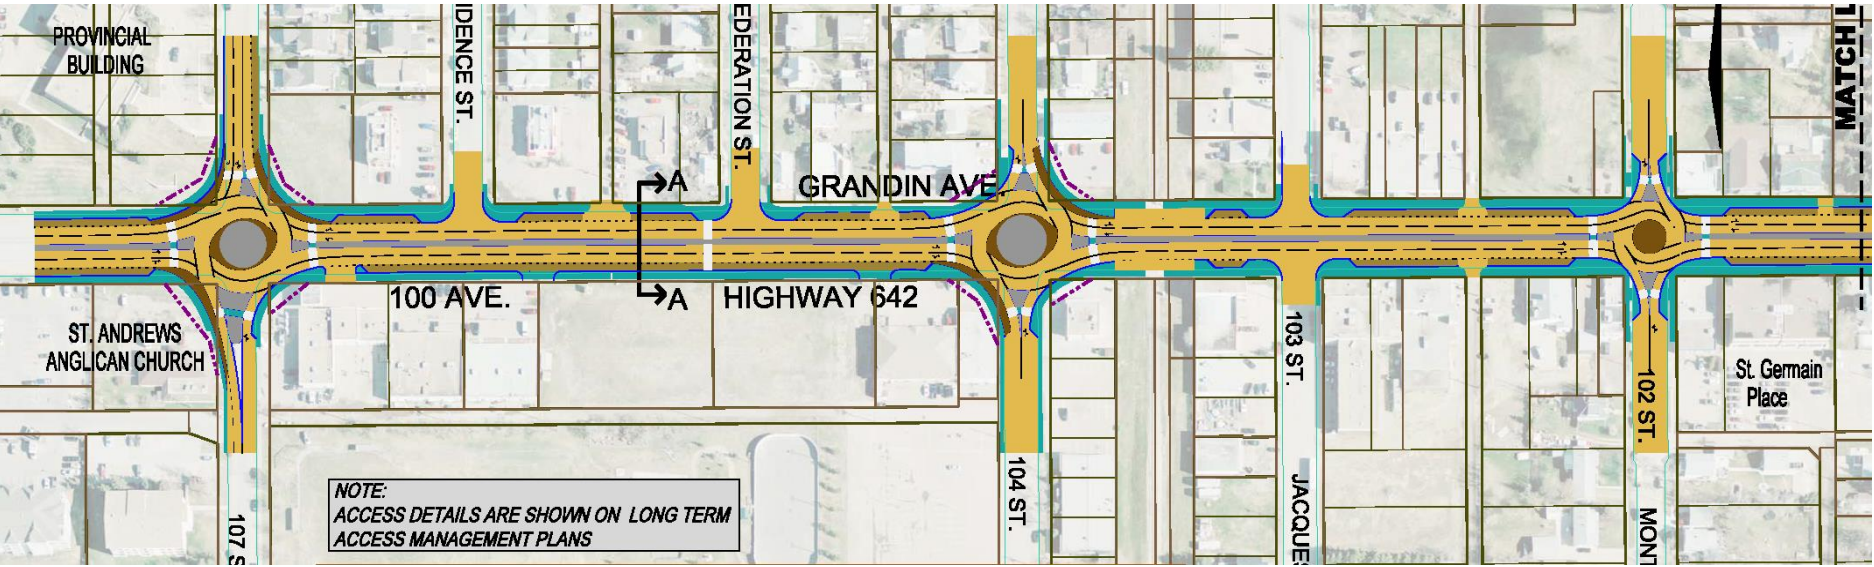 PROVINCIAL
BUILDING
IDENCE ST.
EDERATION ST.
MATCH L
A
GRANDIN AVE
100 AVE.
A
HIGHWAY 642
ST. ANDREWS
ANGLICAN CHURCH
103 ST.
102 ST.
St. Germain
Place
NOTE:
ACCESS DETAILS ARE SHOWN ON LONG TERM
ACCESS MANAGEMENT PLANS
107 S
104 ST.
JACQUES
MONT